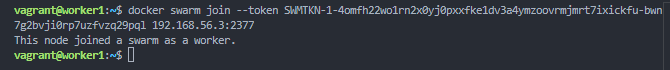 vagrant@worker1:~$ docker swarm join --token SWMTKN-1-4omfh22wo1rn2x0yj0pxxfke1dv3a4ymzoovrmjmrt7ixickfu-bwn
7g2bvji0rp7uzfvzq29pql 192.168.56.3:2377
This node joined a swarm as a worker.
vagrant@worker1:~$